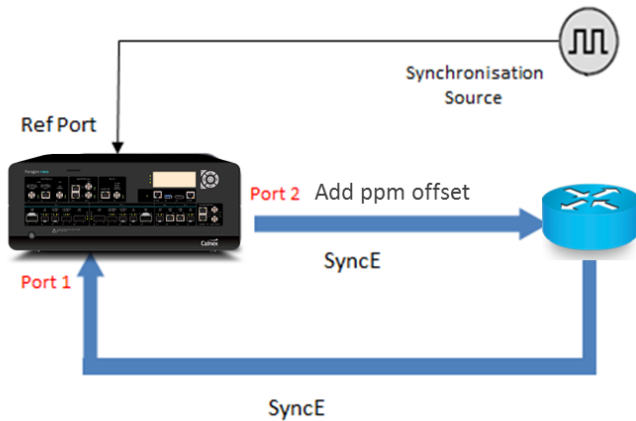 Synchronisation
Source
Ref Port
Calnex
Port 2 Add ppm offset
SyncE
Port 1
SyncE